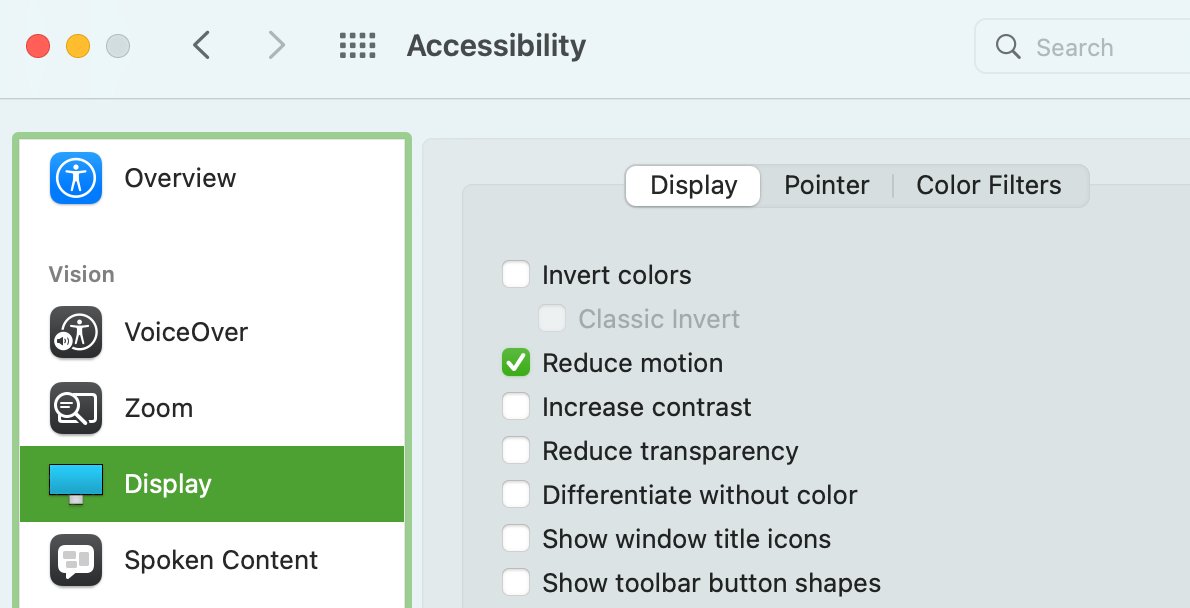 Accessibility
Search
Overview
Vision
VoiceOver
Zoom
Display
Spoken Content
Display Pointer Color Filters
Invert colors
Classic Invert
Reduce motion
Increase contrast
Reduce transparency
Differentiate without color
Show window title icons
Show toolbar button shapes